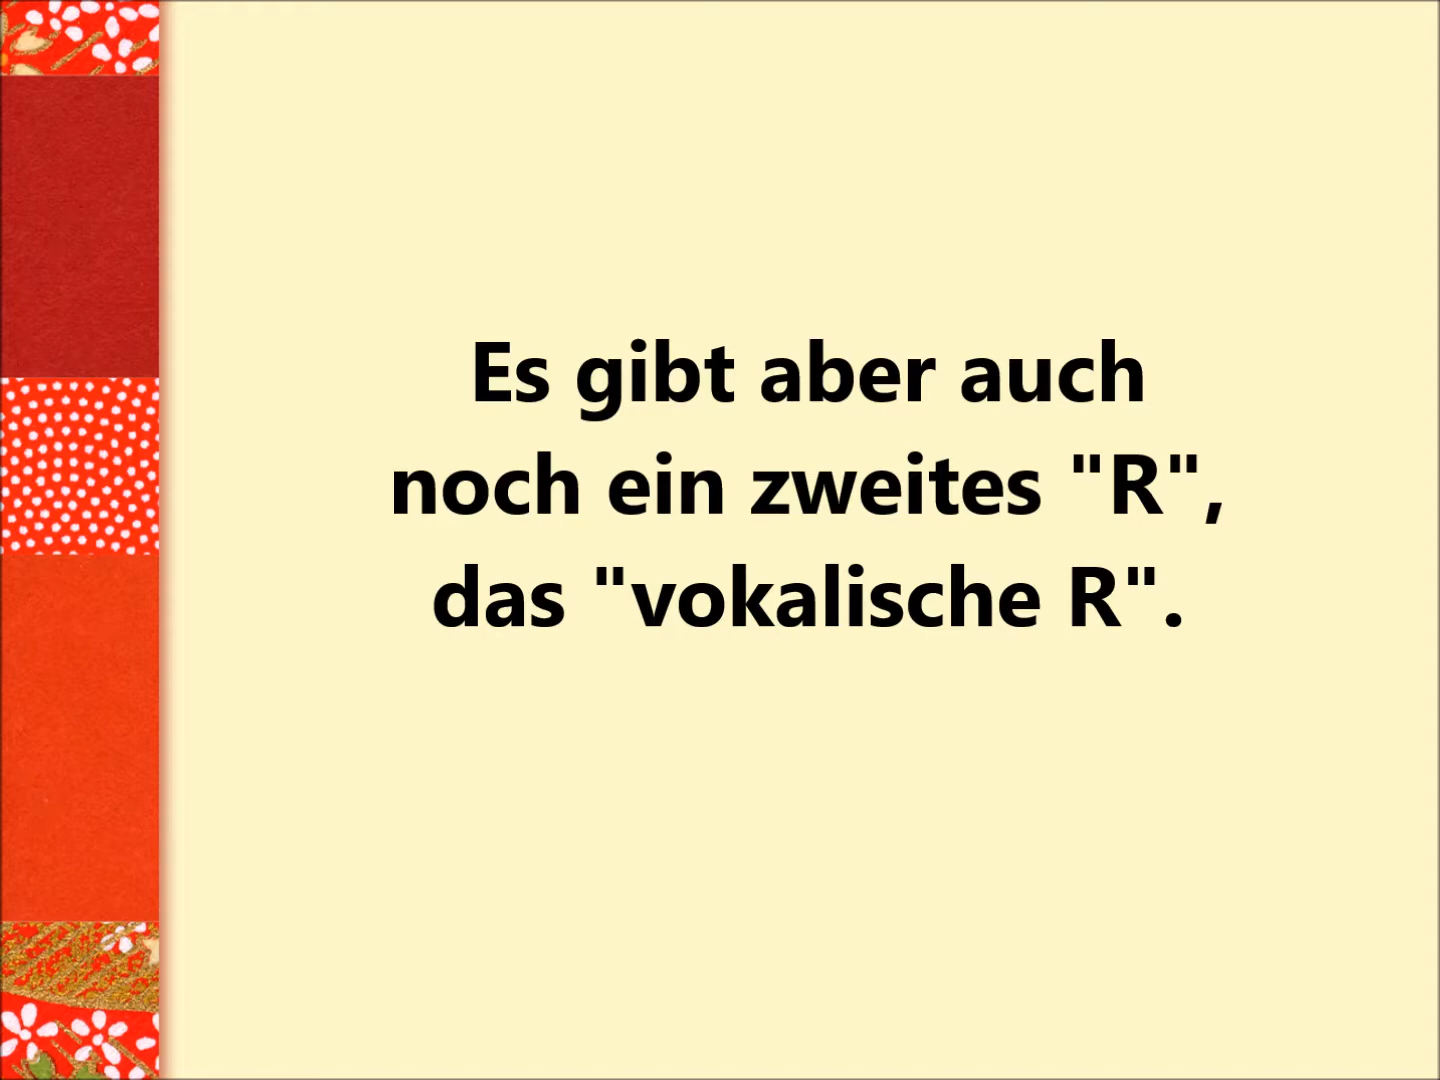 Es gibt aber auch
noch ein zweites "R",
das "vokalische R".